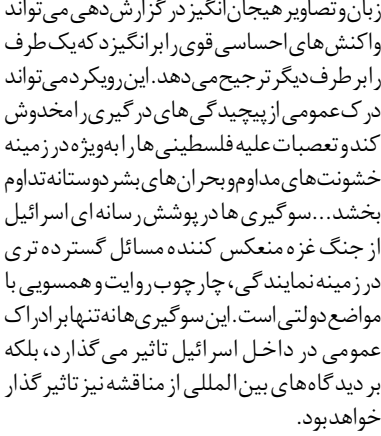 زبان و تصاویر هیجان‌انگیز در گزارش‌دهی می‌تواند
واکنش‌های احساسی قوی را برانگیزد که یک طرف
را بر طرف دیگر ترجیح می‌دهد. این رویکرد می‌تواند
درک عمومی از پیچیدگی‌های درگیری را مخدوش
کند و تعصبات علیه فلسطینی‌ها را به‌ویژه در زمینه
خشونت‌های مداوم و بحران‌های بشردوستانه تداوم
بخشد... سوگیری‌ها در پوشش رسانه‌ای اسرائیل
از جنگ غزه منعکس کننده مسائل گسترده تری
در زمینه نمایندگی، چارچوب روایت و همسویی با
مواضع دولتی است. این سوگیری‌ها نه تنها بر ادراک
عمومی در داخل اسرائیل تاثیر می‌گذارد، بلکه
بر دیدگاه‌های بین‌المللی از مناقشه نیز تاثیر گذار
خواهد بود.